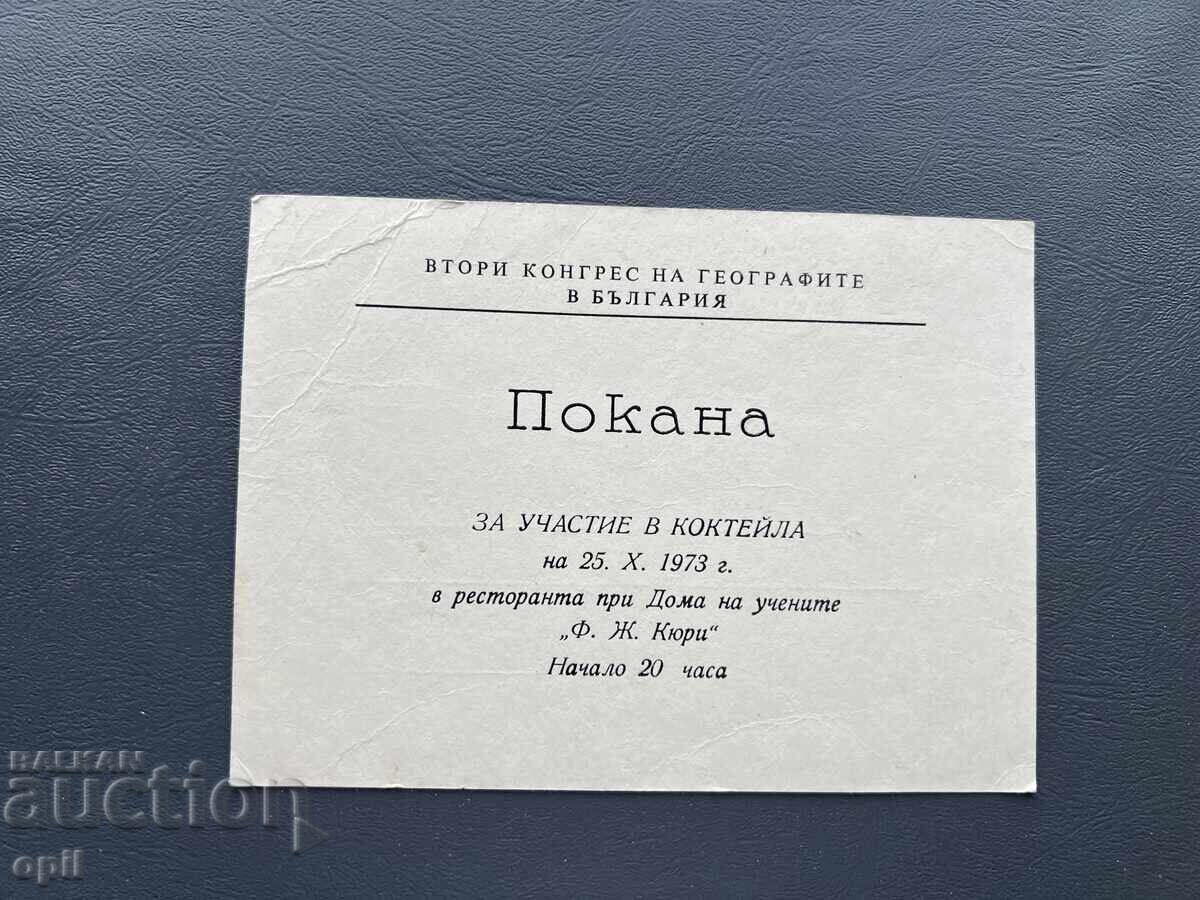 ВТОРИ КОНГРЕС НА ГЕОГРАФИТЕ
В БЪЛГАРИЯ
Покана
ЗА УЧАСТИЕ В КОКТЕЙЛА
на 25. X. 1973 г.
в ресторанта при Дома на учените
„Ф. Ж. Кюри“
Начало 20 часа
BALKAN
auction
opll